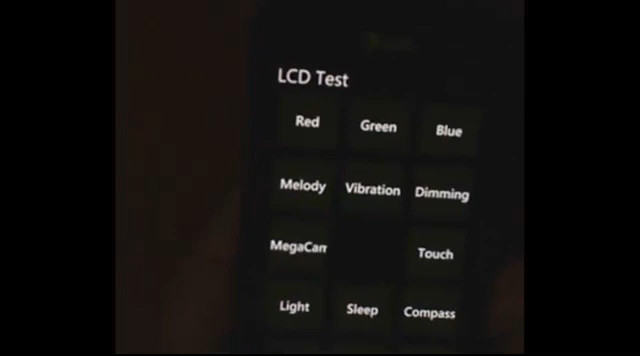 LCD Test
Red Green Blue
Melody Vibration Dimming
MegaCam Touch
Light Sleep Compass